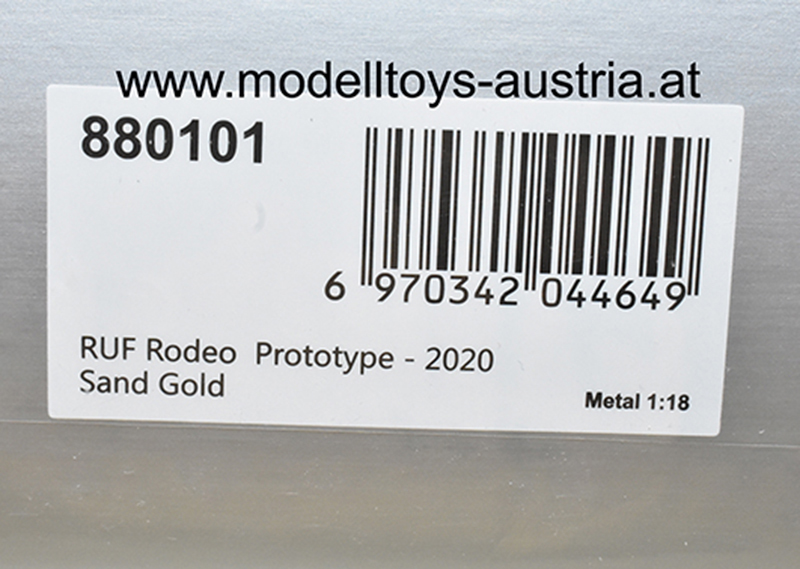 www.modelltoys-austria.at
880101
6 970342 044649
RUF Rodeo Prototype - 2020
Sand Gold
Metal 1:18